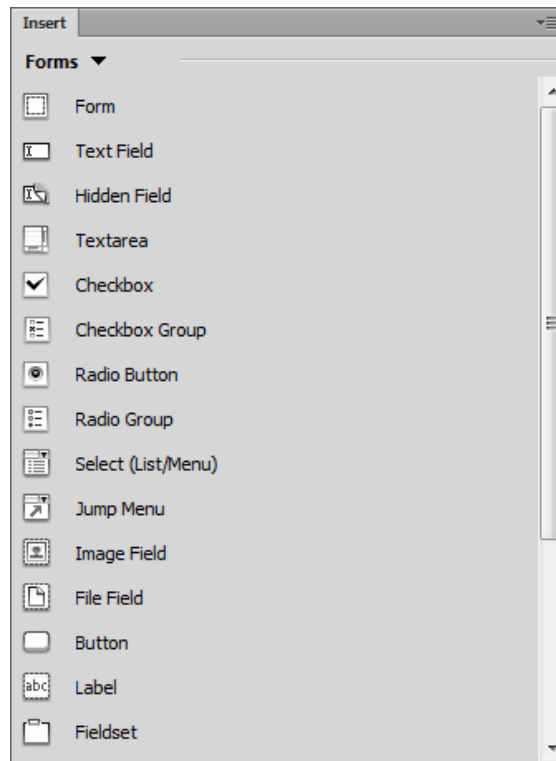 Insert
Forms
Form
Text Field
Hidden Field
Textarea
Checkbox
Checkbox Group
Radio Button
Radio Group
Select (List/Menu)
Jump Menu
Image Field
File Field
Button
abc Label
Fieldset